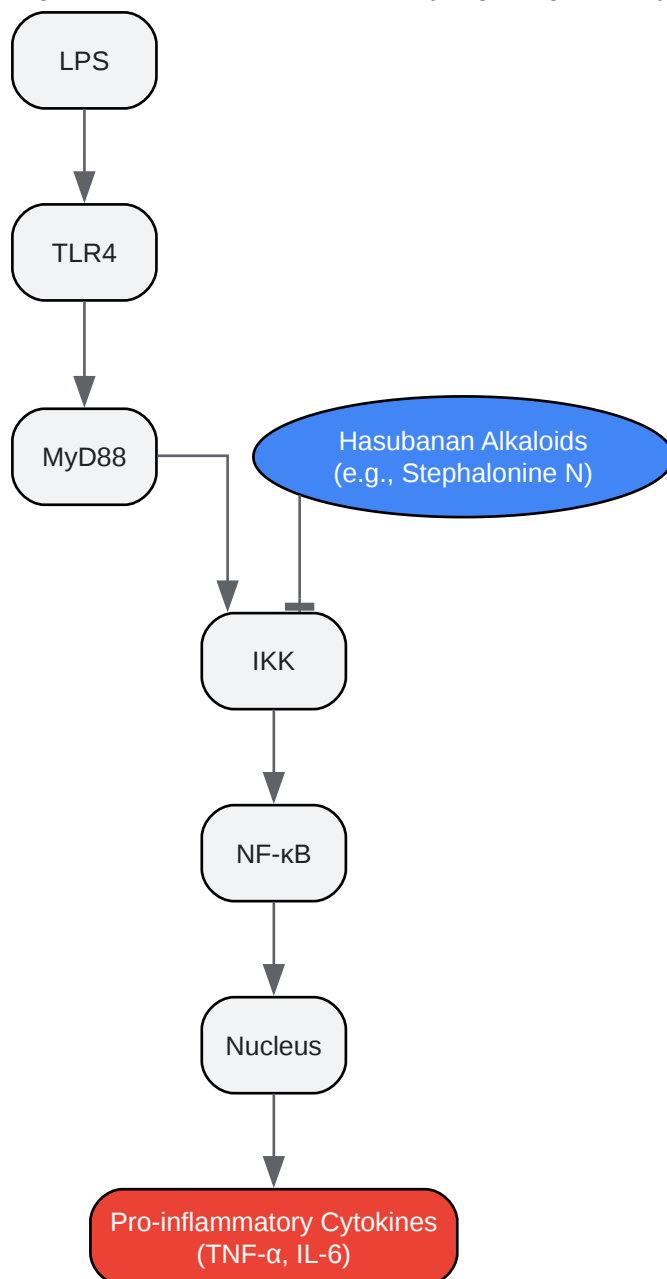 LPS
TLR4
MyD88
Hasubanan Alkaloids
(e.g., Stephalonine N)
IKK
NF-κB
Nucleus
Pro-inflammatory Cytokines
(TNF-α, IL-6)